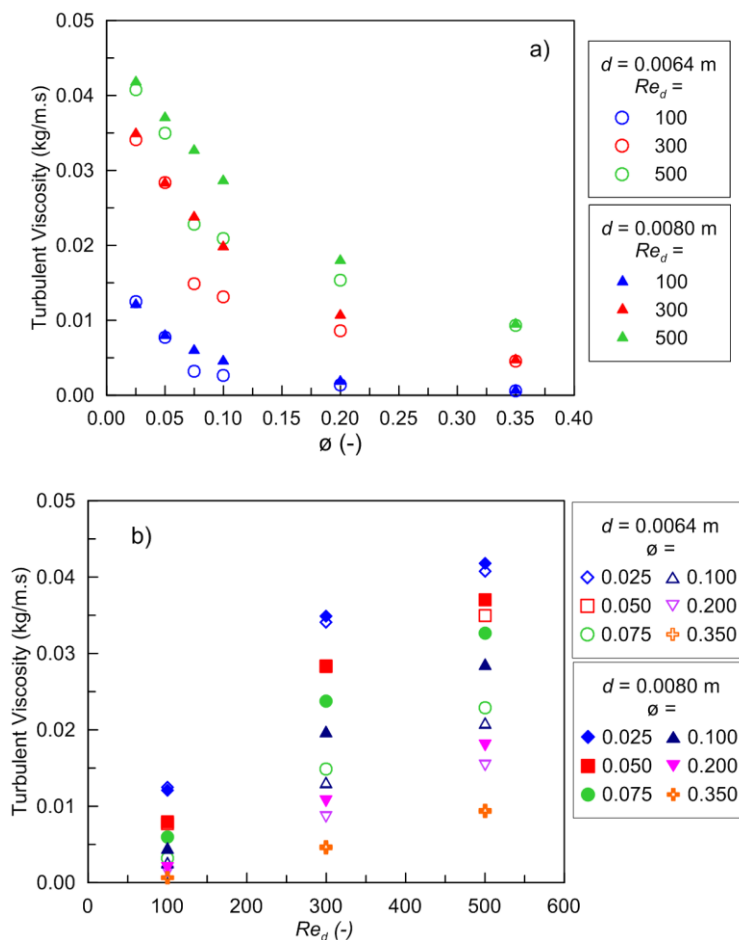 a)
0.05
0.04
0.03
0.02
0.01
0.00
Turbulent Viscosity (kg/m.s)
0.00 0.05 0.10 0.15 0.20 0.25 0.30 0.35 0.40
ø (-)
d = 0.0064 m
Re_d =
100
300
500
d = 0.0080 m
Re_d =
100
300
500
b)
0.05
0.04
0.03
0.02
0.01
0.00
Turbulent Viscosity (kg/m.s)
0 100 200 300 400 500 600
Re_d (-)
d = 0.0064 m
ø =
0.025 0.100
0.050 0.200
0.075 0.350
d = 0.0080 m
ø =
0.025 0.100
0.050 0.200
0.075 0.350